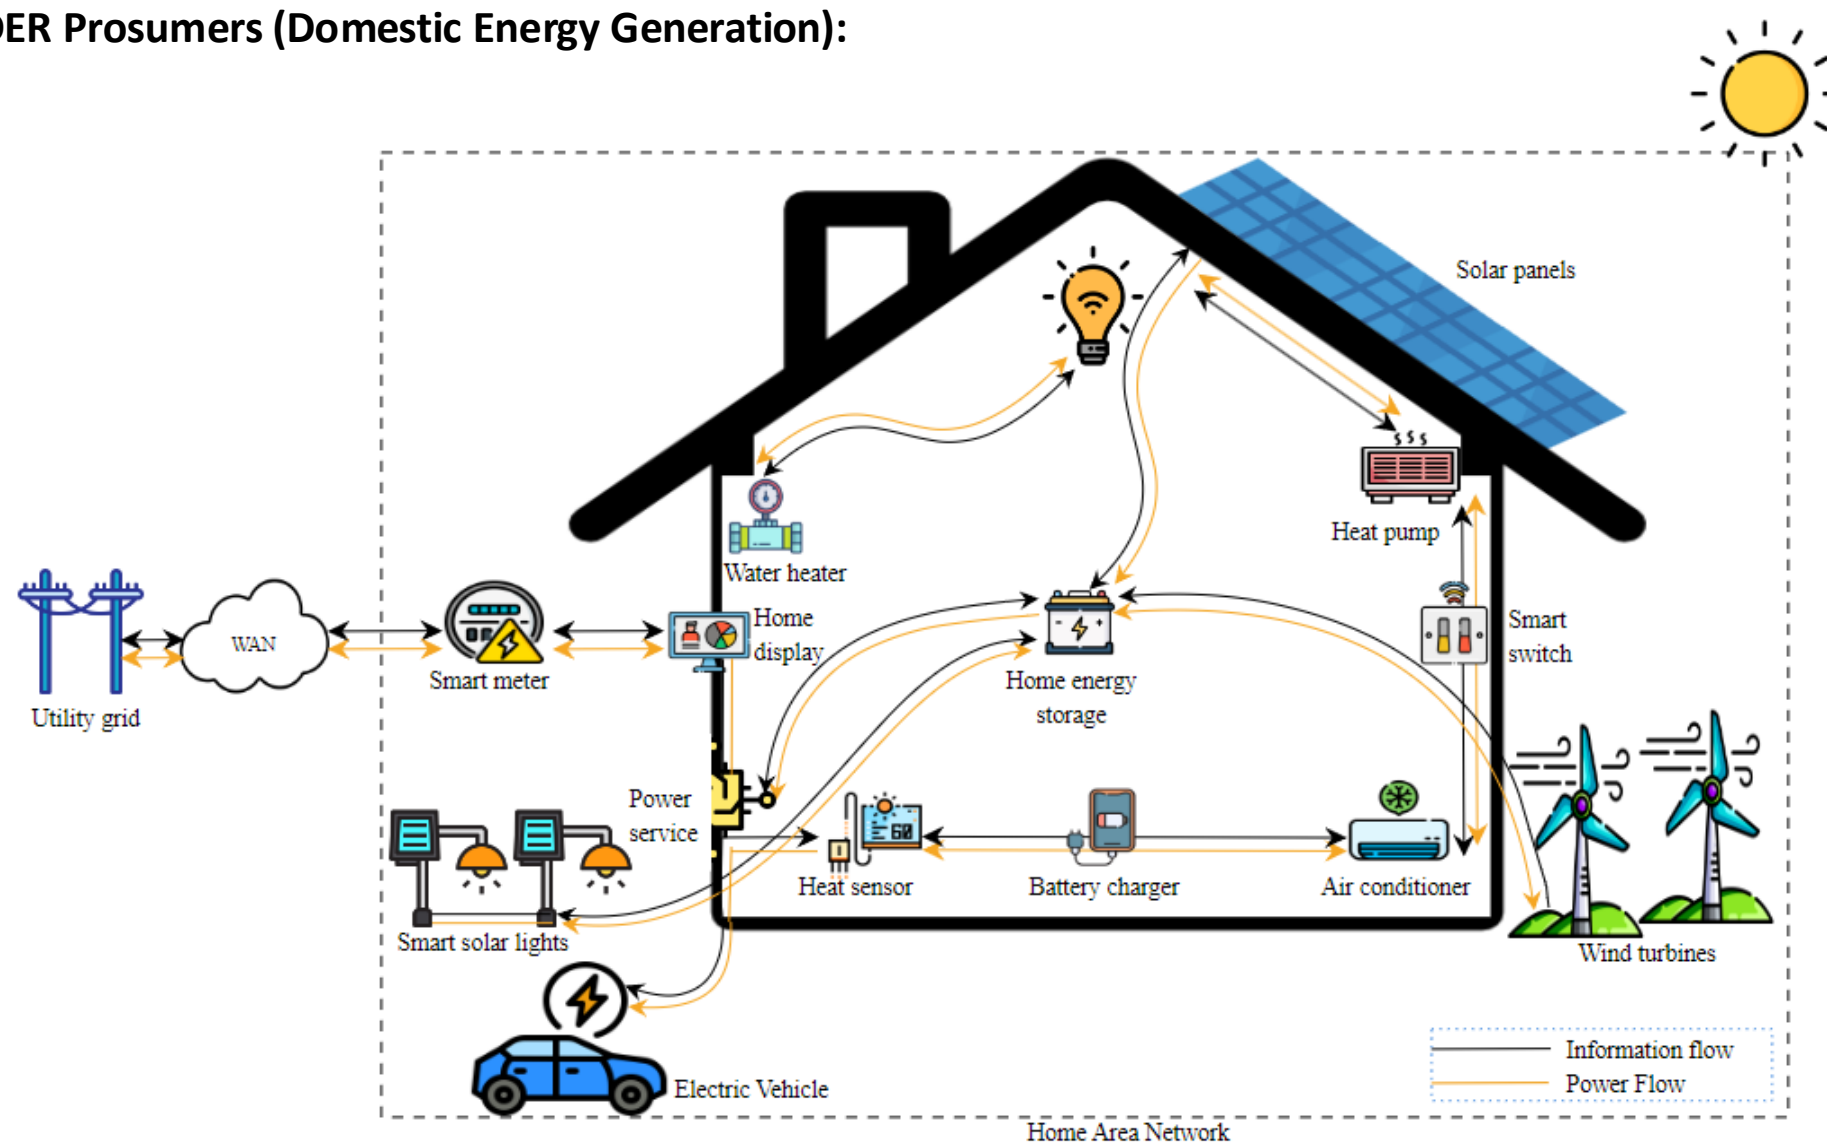 DER Prosumers (Domestic Energy Generation):
Solar panels
Heat pump
Water heater
Home
display
WAN
Smart meter
Utility grid
Home energy
storage
Smart
switch
Power
service
60
Heat sensor
Battery charger
Air conditioner
Smart solar lights
Wind turbines
Electric Vehicle
Information flow
Power Flow
Home Area Network